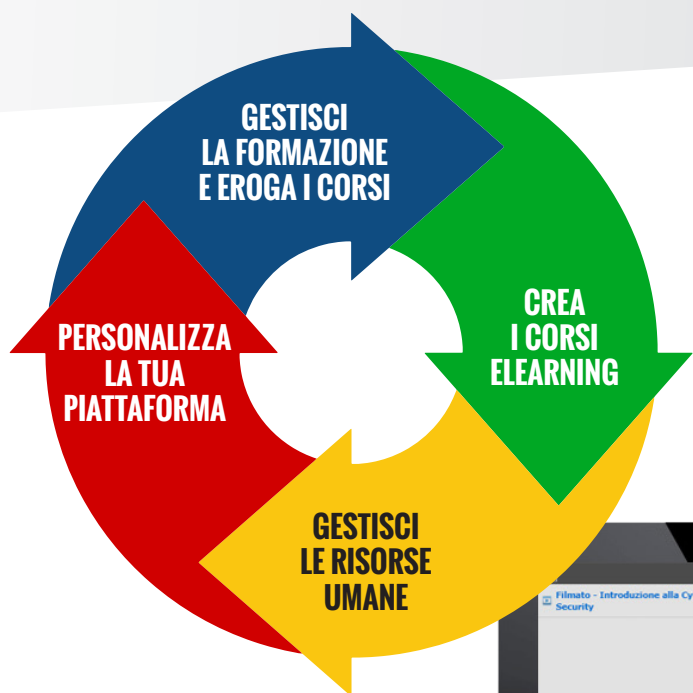 GESTISCI
LA FORMAZIONE
E EROGA I CORSI
CREA
I CORSI
ELEARNING
PERSONALIZZA
LA TUA
PIATTAFORMA
GESTISCI
LE RISORSE
UMANE
Filmato - Introduzione alla Cy
Security